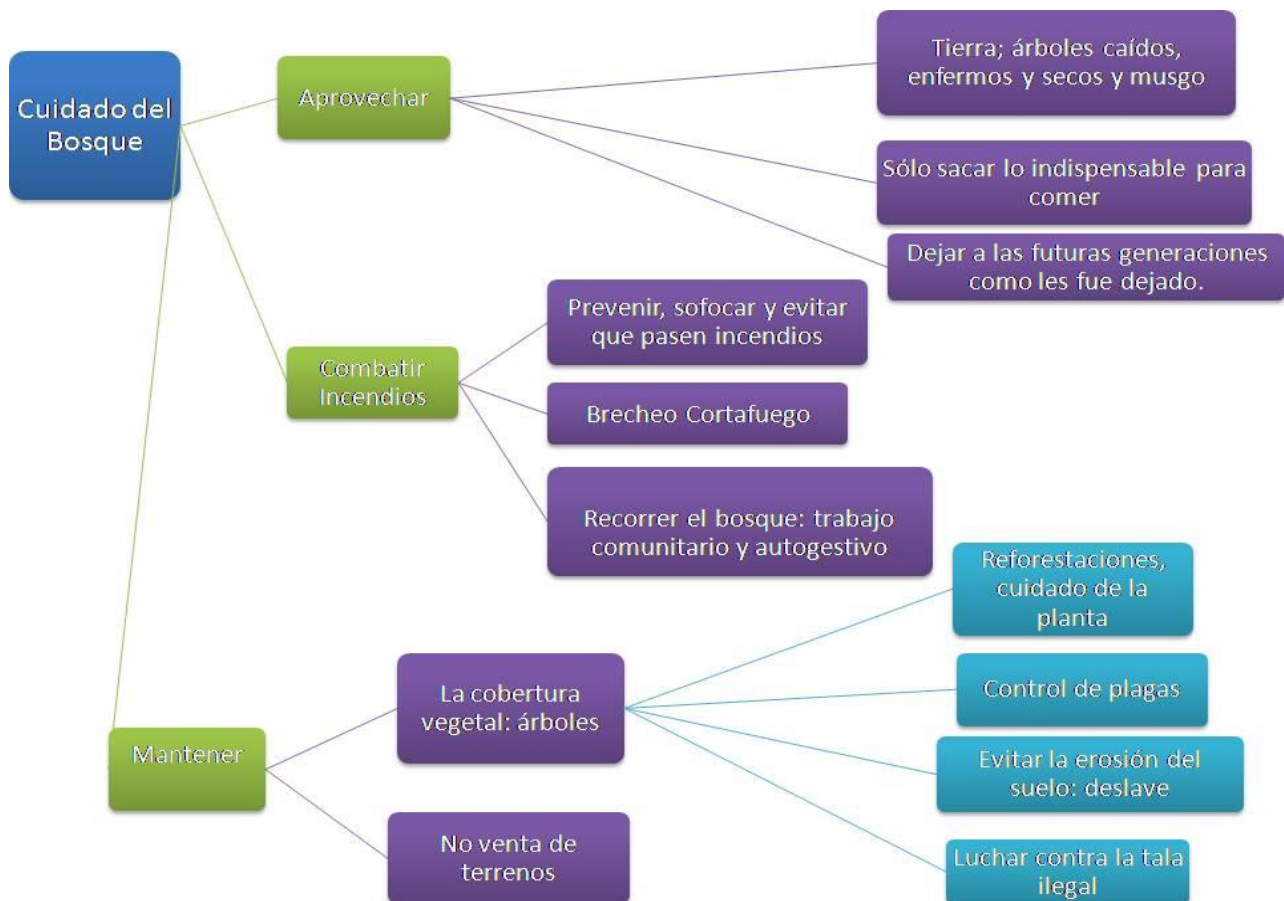 Cuidado del
Bosque
Aprovechar
Tierra; árboles caídos,
enfermos y secos y musgo
Sólo sacar lo indispensable para
comer
Dejar a las futuras generaciones
como les fue dejado.
Combatir
Incendios
Prevenir, sofocar y evitar
que pasen incendios
Brecheo Cortafuego
Recorrer el bosque: trabajo
comunitario y autogestivo
Mantener
La cobertura
vegetal: árboles
Reforestaciones,
cuidado de la
planta
Control de plagas
Evitar la erosión del
suelo: deslave
Luchar contra la tala
ilegal
No venta de
terrenos